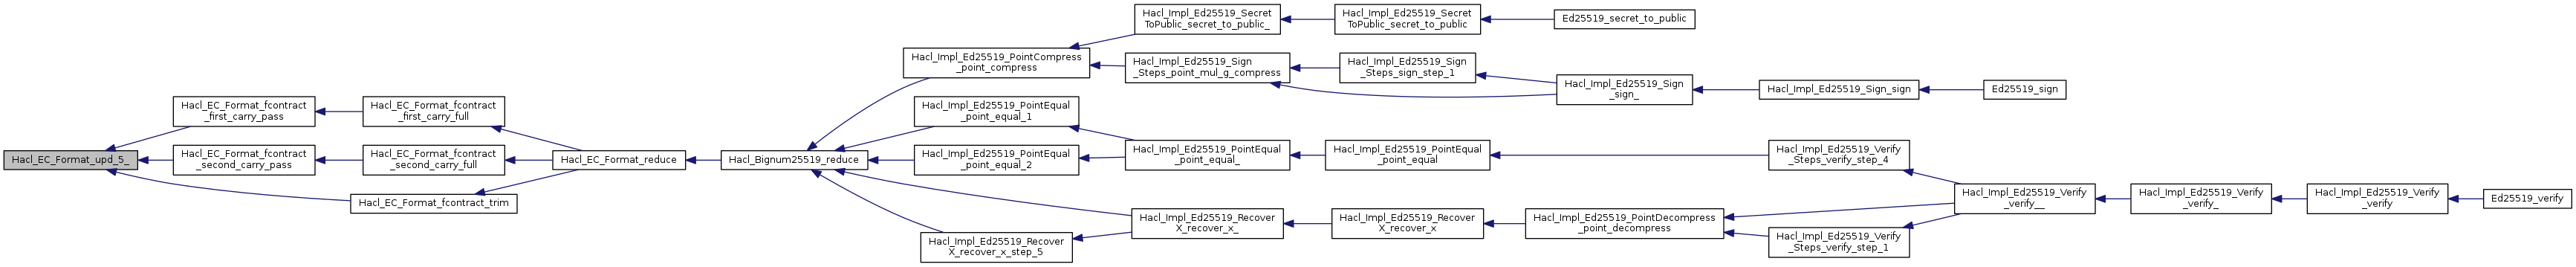 Hacl_EC_Format_upd_5_
Hacl_EC_Format_fcontract
_first_carry_pass
Hacl_EC_Format_fcontract
_second_carry_pass
Hacl_EC_Format_fcontract
_first_carry_full
Hacl_EC_Format_fcontract
_second_carry_full
Hacl_EC_Format_fcontract_trim
Hacl_EC_Format_reduce
Hacl_Bignum25519_reduce
Hacl_Impl_Ed25519_PointCompress
_point_compress
Hacl_Impl_Ed25519_PointEqual
_point_equal_1
Hacl_Impl_Ed25519_PointEqual
_point_equal_2
Hacl_Impl_Ed25519_Recover
X_recover_x_step_5
Hacl_Impl_Ed25519_Secret
ToPublic_secret_to_public_
Hacl_Impl_Ed25519_Sign
_Steps_point_mul_g_compress
Hacl_Impl_Ed25519_PointEqual
_point_equal_
Hacl_Impl_Ed25519_Recover
X_recover_x_
Hacl_Impl_Ed25519_Secret
ToPublic_secret_to_public
Hacl_Impl_Ed25519_Sign
_Steps_sign_step_1
Hacl_Impl_Ed25519_PointEqual
_point_equal
Hacl_Impl_Ed25519_Recover
X_recover_x
Ed25519_secret_to_public
Hacl_Impl_Ed25519_Sign
_sign_
Hacl_Impl_Ed25519_PointDecompress
_point_decompress
Hacl_Impl_Ed25519_Sign_sign
Hacl_Impl_Ed25519_Verify
_Steps_verify_step_4
Hacl_Impl_Ed25519_Verify
_Steps_verify_step_1
Ed25519_sign
Hacl_Impl_Ed25519_Verify
_verify__
Hacl_Impl_Ed25519_Verify
_verify_
Hacl_Impl_Ed25519_Verify
_verify
Ed25519_verify